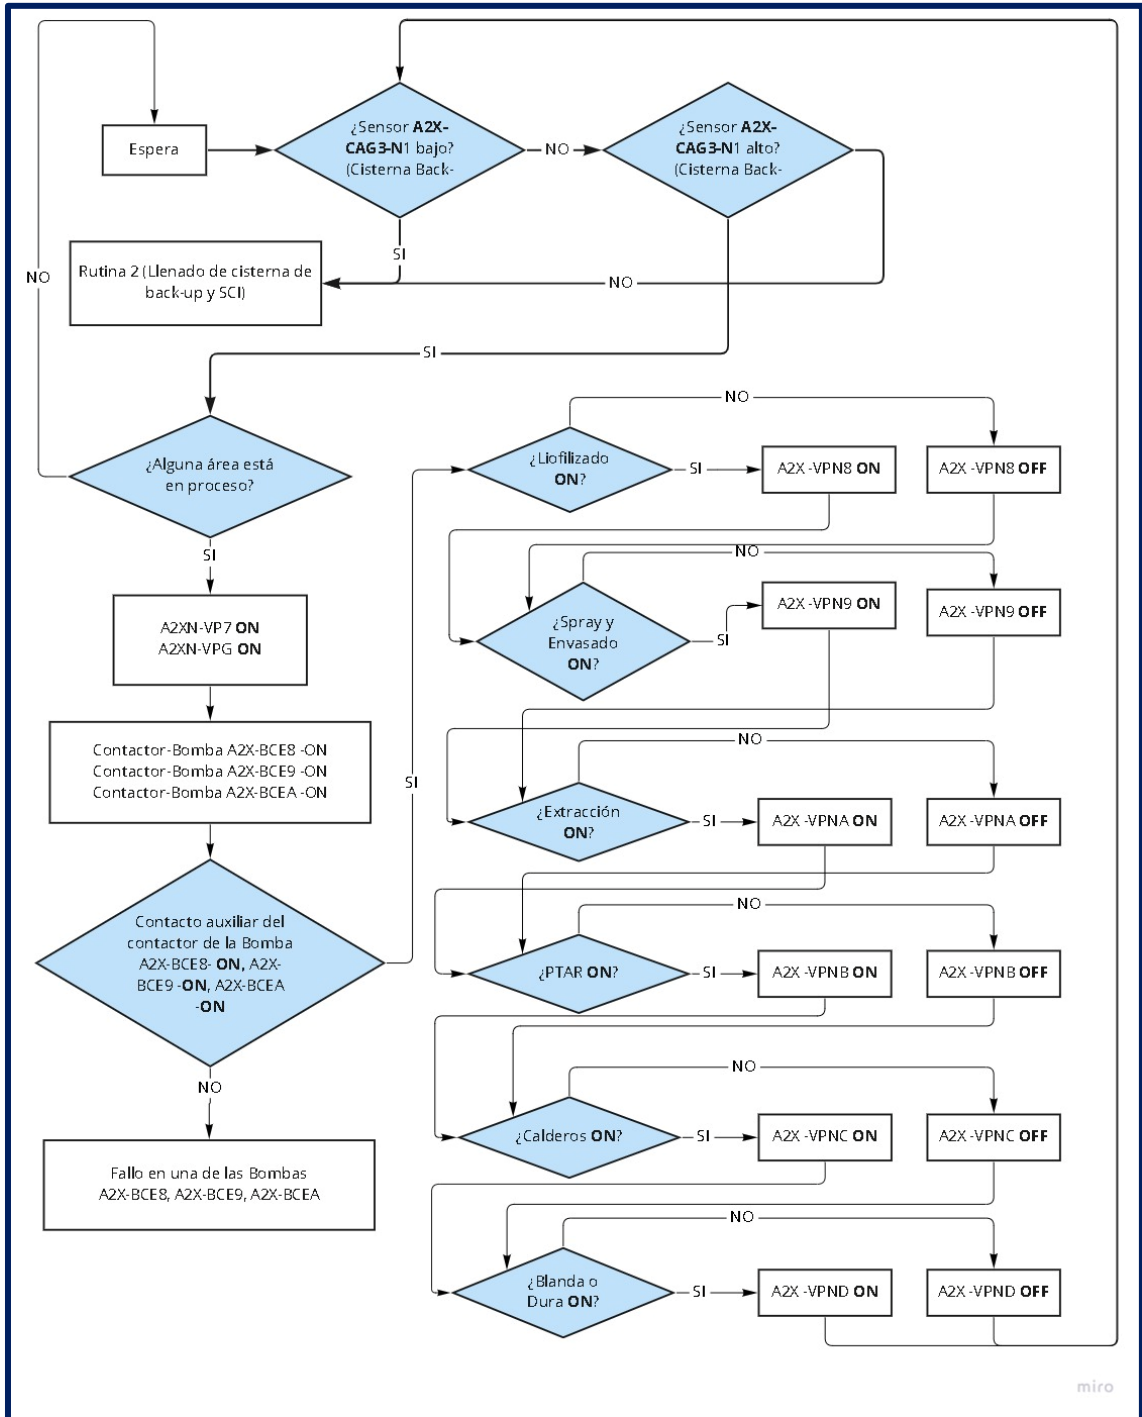 Espera
¿Sensor A2X-
CAG3-N1 bajo?
(Cisterna Back-
NO
¿Sensor A2X-
CAG3-N1 alto?
(Cisterna Back-
SI
NO
Rutina 2 (Llenado de cisterna de
back-up y SCI)
NO
SI
¿Alguna área está
en proceso?
SI
A2XN-VP7 ON
A2XN-VPG ON
Contactor-Bomba A2X-BCE8 -ON
Contactor-Bomba A2X-BCE9 -ON
Contactor-Bomba A2X-BCEA -ON
Contacto auxiliar del
contactor de la Bomba
A2X-BCE8- ON, A2X-
BCE9 -ON, A2X-BCEA
-ON
SI
NO
Fallo en una de las Bombas
A2X-BCE8, A2X-BCE9, A2X-BCEA
NO
¿Liofilizado
ON?
SI
A2X -VPN8 ON
A2X -VPN8 OFF
NO
¿Spray y
Envasado
ON?
SI
A2X -VPN9 ON
A2X -VPN9 OFF
NO
¿Extracción
ON?
SI
A2X -VPNA ON
A2X -VPNA OFF
NO
¿PTAR ON?
SI
A2X -VPNB ON
A2X -VPNB OFF
NO
¿Calderos ON?
SI
A2X -VPNC ON
A2X -VPNC OFF
NO
¿Blanda o
Dura ON?
SI
A2X -VPND ON
A2X -VPND OFF
miro